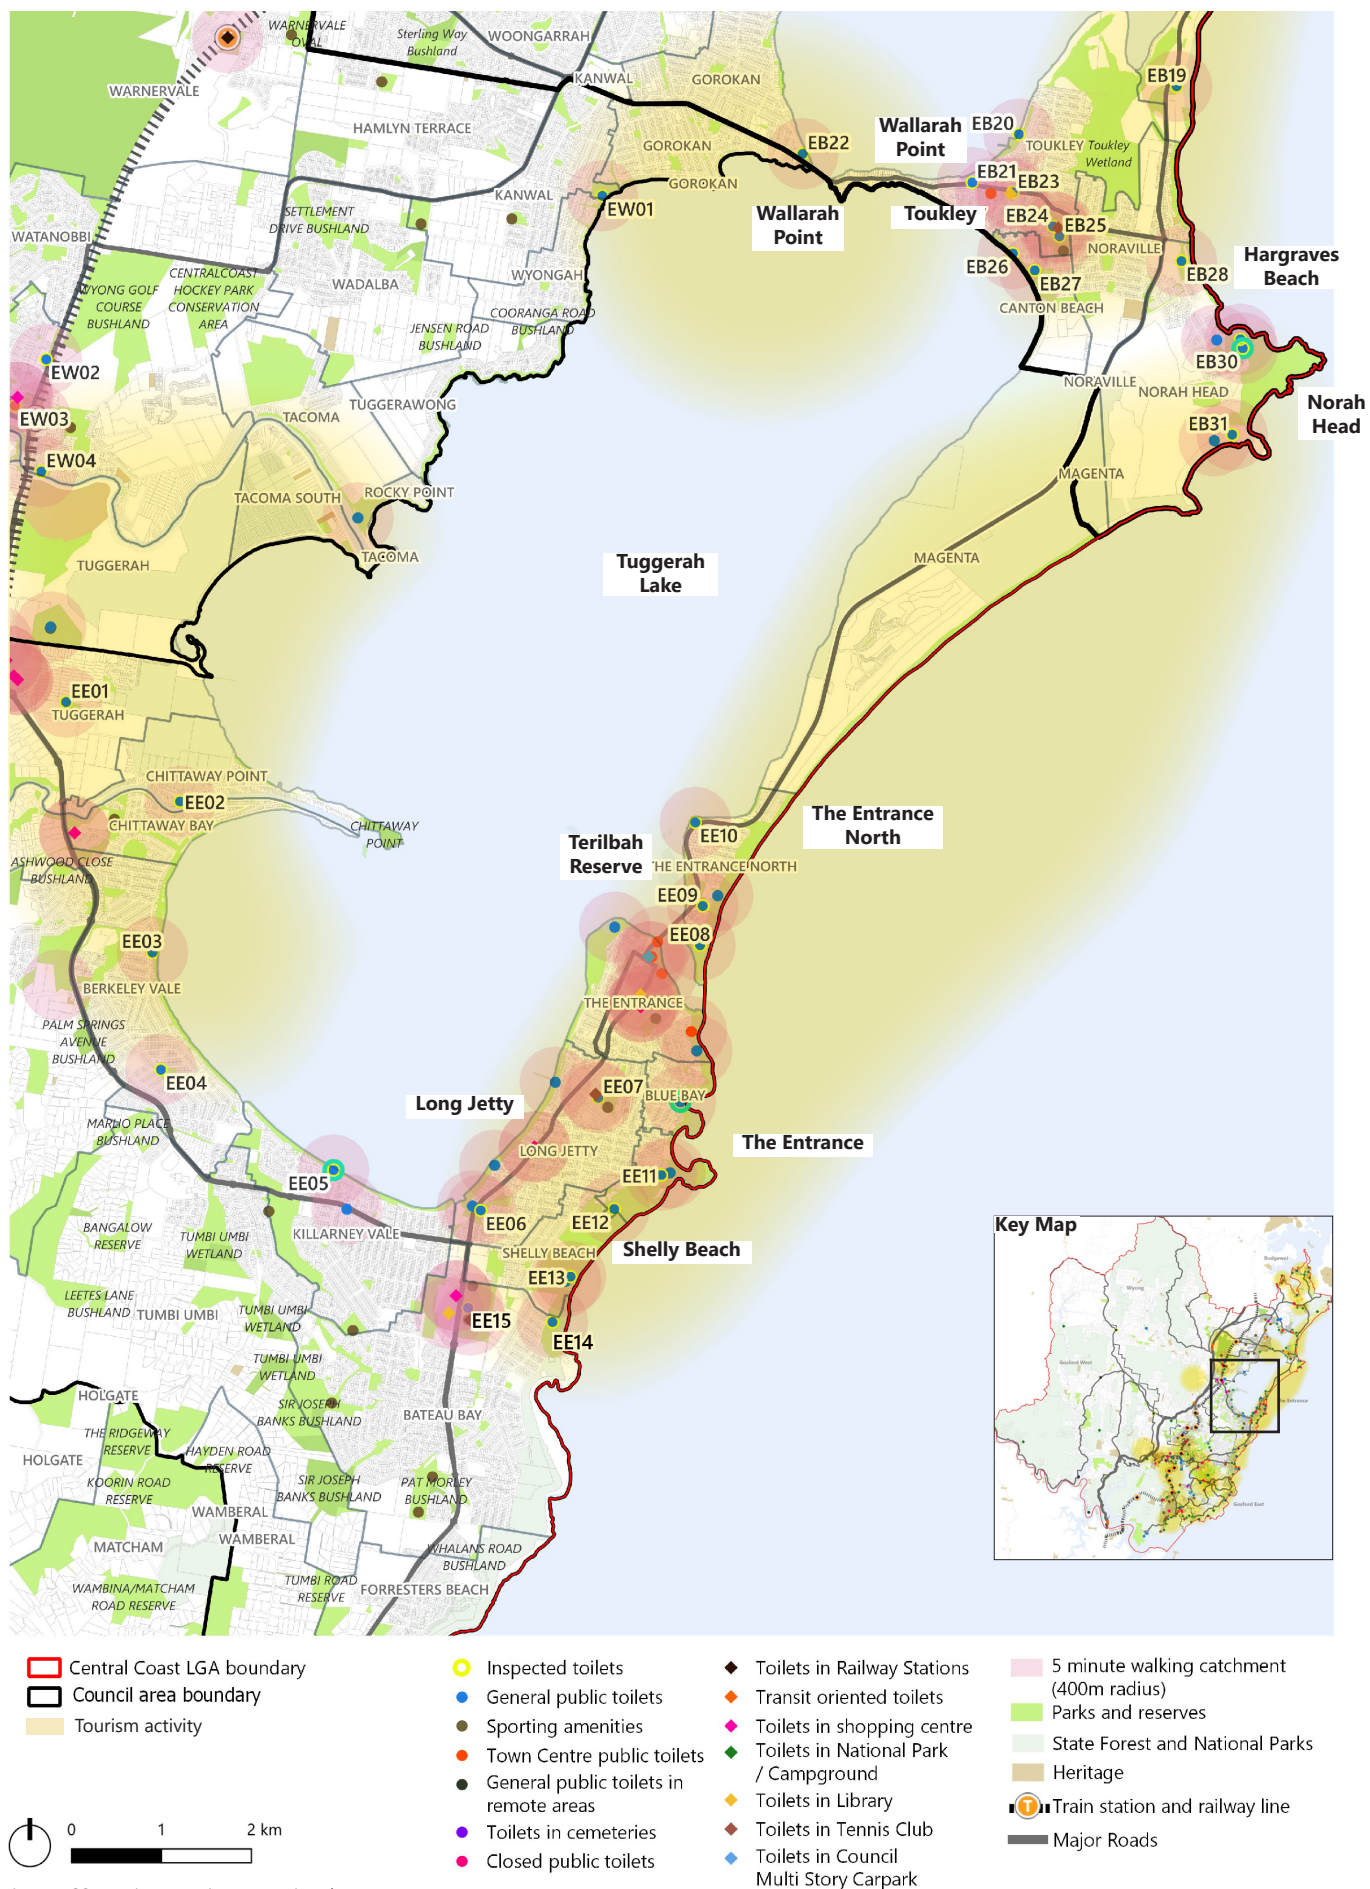 WARNERVALE
OVAL
Sterling Way
Bushland
WOONGARRAH
KANWAL
GOROKAN
EB19
WARNERVALE
HAMLYN TERRACE
Wallarah
Point
EB20
TOUKLEY
Toukley
Wetland
GOROKAN
EB22
EB21
EB23
GOROKAN
KANWAL
EW01
SETTLEMENT
DRIVE BUSHLAND
Wallarah
Point
Toukley
EB24
EB25
WATANOBBI
NORAVILLE
Hargraves
Beach
EB26
EB27
EB28
CENTRALCOAST
HOCKEY PARK
CONSERVATION
AREA
WYONG GOLF
COURSE
BUSHLAND
WADALBA
WYONGAH
COORANGA ROAD
BUSHLAND
JENSEN ROAD
BUSHLAND
CANTON BEACH
EW02
EB30
NORAVILLE
NORAH HEAD
Norah
Head
EW03
TACOMA
TUGGERAWONG
EB31
EW04
MAGENTA
TACOMA SOUTH
ROCKY POINT
TUGGERAH
TACOMA
Tuggerah
Lake
MAGENTA
EE01
TUGGERAH
CHITTAWAY POINT
EE02
CHITTAWAY BAY
CHITTAWAY
POINT
The Entrance
North
EE10
Terilbah
Reserve
THE ENTRANCE NORTH
ASHWOOD CLOSE
BUSHLAND
EE09
EE08
EE03
BERKELEY VALE
THE ENTRANCE
PALM SPRINGS
AVENUE
BUSHLAND
EE04
EE07
BLUE BAY
Long Jetty
MARLO PLACE
BUSHLAND
The Entrance
LONG JETTY
EE05
EE11
EE06
EE12
BANGALOW
RESERVE
TUMBI UMBI
WETLAND
KILLARNEY VALE
SHELLY BEACH
Shelly Beach
EE13
LEETES LANE
BUSHLAND
TUMBI UMBI
TUMBI UMBI
WETLAND
EE15
EE14
TUMBI UMBI
WETLAND
HOLGATE
SIR JOSEPH
BANKS BUSHLAND
BATEAU BAY
THE RIDGEWAY
RESERVE
HAYDEN ROAD
RESERVE
HOLGATE
KOORIN ROAD
RESERVE
SIR JOSEPH
BANKS BUSHLAND
PAT MORLEY
BUSHLAND
WAMBERAL
WAMBERAL
MATCHAM
WHALANS ROAD
BUSHLAND
WAMBINA/MATCHAM
ROAD RESERVE
TUMBI ROAD
RESERVE
FORRESTERS BEACH
Key Map
Budgewoi
Wyong
Gosford West
The Entrance
Gosford East
Central Coast LGA boundary
Council area boundary
Tourism activity
0 1 2 km
Inspected toilets
General public toilets
Sporting amenities
Town Centre public toilets
General public toilets in
remote areas
Toilets in cemeteries
Closed public toilets
Toilets in Railway Stations
Transit oriented toilets
Toilets in shopping centre
Toilets in National Park
/ Campground
Toilets in Library
Toilets in Tennis Club
Toilets in Council
Multi Story Carpark
5 minute walking catchment
(400m radius)
Parks and reserves
State Forest and National Parks
Heritage
T
Train station and railway line
Major Roads